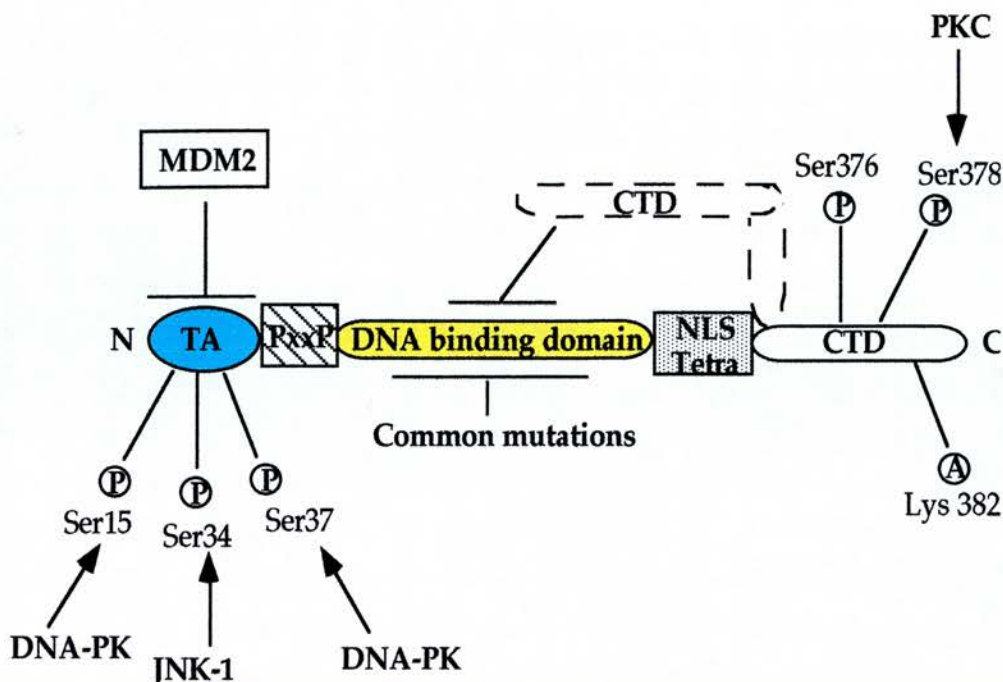 PKC
MDM2
Ser376
Ser378
P
P
CTD
N
TA
PxxP
DNA binding domain
NLS
Tetra
CTD
C
Common mutations
P
P
P
A
Ser15
Ser34
Ser37
Lys 382
DNA-PK
JNK-1
DNA-PK